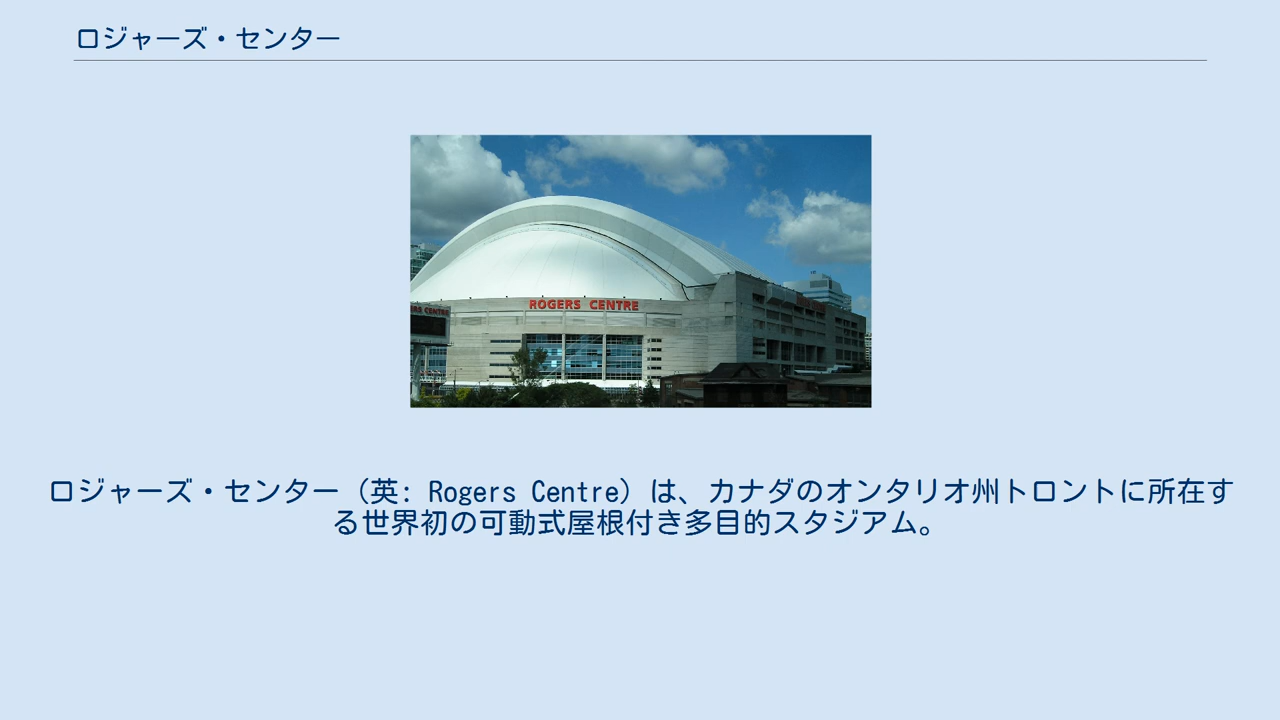 ロジャーズ・センター
ROGERS CENTRE
RS CENTRE
ロジャーズ・センター（英: Rogers Centre）は、カナダのオンタリオ州トロントに所在す
る世界初の可動式屋根付き多目的スタジアム。